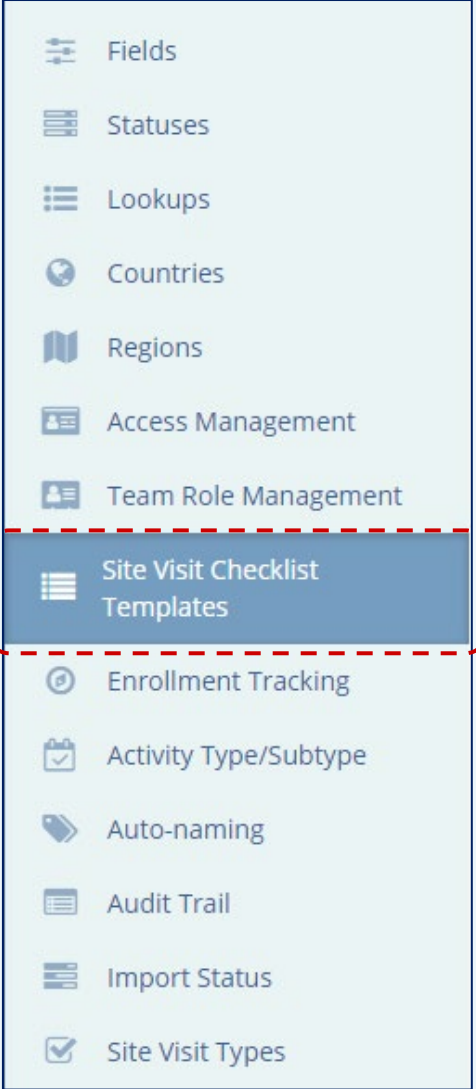 Fields
Statuses
Lookups
Countries
Regions
Access Management
Team Role Management
Site Visit Checklist
Templates
Enrollment Tracking
Activity Type/Subtype
Auto-naming
Audit Trail
Import Status
Site Visit Types